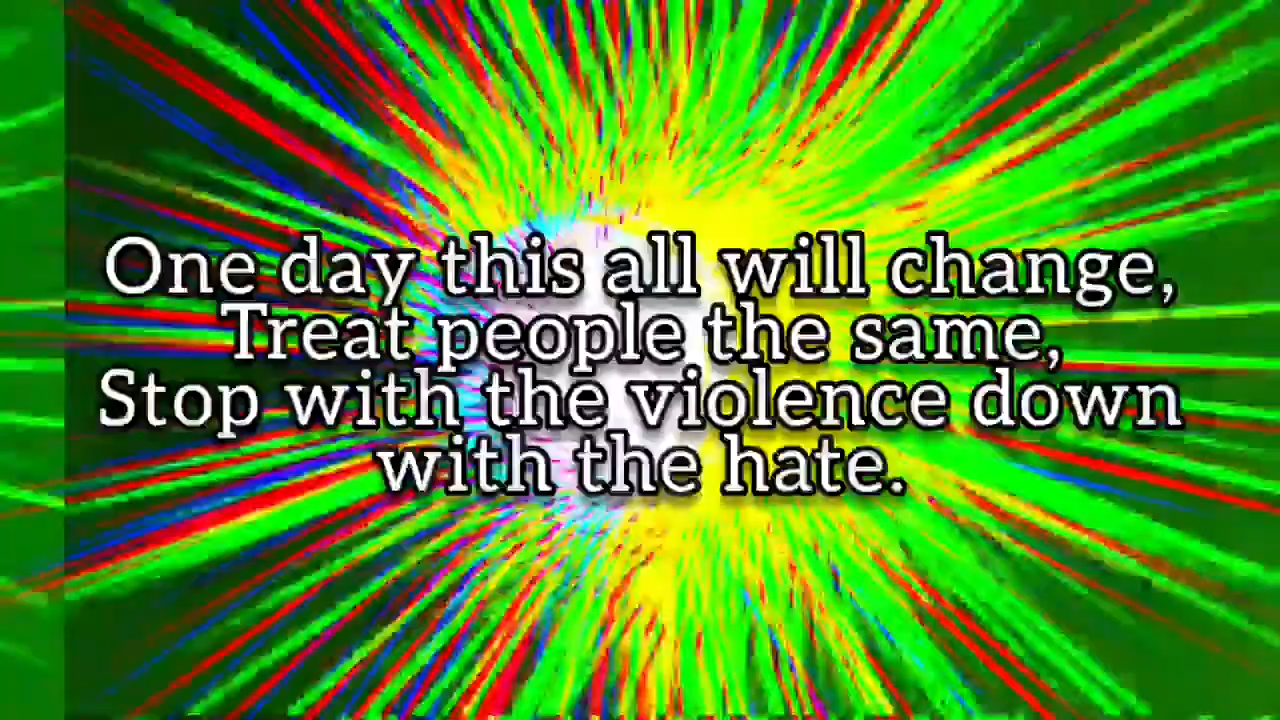 One day this all will change,
Treat people the same,
Stop with the violence down
with the hate.